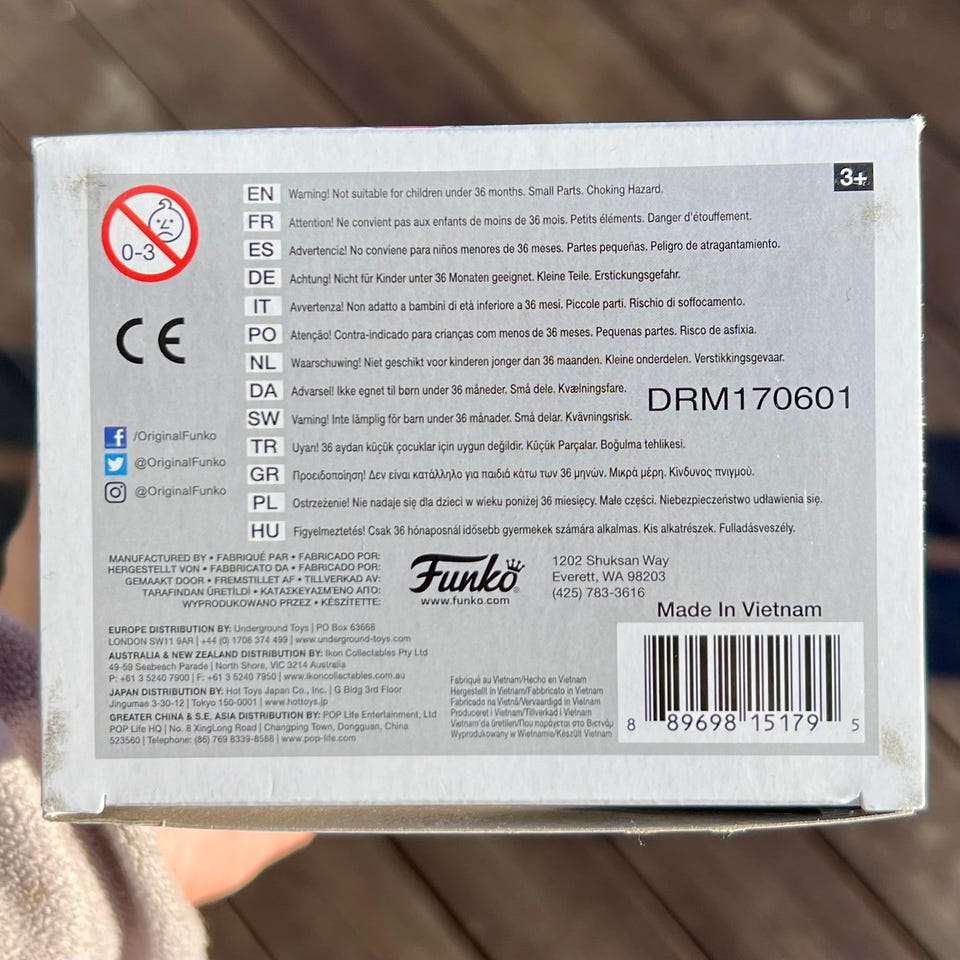 3+
0-3
EN Warning! Not suitable for children under 36 months. Small Parts. Choking Hazard.
FR Attention! Ne convient pas aux enfants de moins de 36 mois. Petits éléments. Danger d'étouffement.
ES Advertencia! No conviene para niños menores de 36 meses. Partes pequeñas. Peligro de atragantamiento.
DE Achtung! Nicht für Kinder unter 36 Monaten geeignet. Kleine Teile. Erstickungsgefahr.
IT Avvertenza! Non adatto a bambini di età inferiore a 36 mesi. Piccole parti. Rischio di soffocamento.
PO Atenção! Contra-indicado para crianças com menos de 36 meses. Pequenas partes. Risco de asfixia.
NL Waarschuwing! Niet geschikt voor kinderen jonger dan 36 maanden. Kleine onderdelen. Verstikkingsgevaar.
DA Advarsel! Ikke egnet til børn under 36 måneder. Små dele. Kvælningsfare.
SW Varning! Inte lämplig för barn under 36 månader. Små delar. Kvävningsrisk.
TR Uyarı! 36 aydan küçük çocuklar için uygun değildir. Küçük Parçalar. Boğulma tehlikesi.
GR Προειδοποίηση! Δεν είναι κατάλληλο για παιδιά κάτω των 36 μηνών. Μικρά μέρη. Κίνδυνος πνιγμού.
PL Ostrzeżenie! Nie nadaje się dla dzieci w wieku poniżej 36 miesięcy. Małe części. Niebezpieczeństwo udławienia się.
HU Figyelmeztetés! Csak 36 hónaposnál idősebb gyermekek számára alkalmas. Kis alkatrészek. Fulladásveszély.
DRM170601
CE
/OriginalFunko
@OriginalFunko
@OriginalFunko
MANUFACTURED BY • FABRIQUÉ PAR • FABRICADO POR:
HERGESTELLT VON • FABBRICATO DA • FABRICADO POR:
GEMAAKT DOOR • FREMSTILLET AF • TILLVERKAD AV:
TARAFINDAN ÜRETİLDİ • ΚΑΤΑΣΚΕΥΑΣΜΕΝΟ ΑΠΟ:
WYPRODUKOWANO PRZEZ • KÉSZÍTETTE:
Funko®
www.funko.com
1202 Shuksan Way
Everett, WA 98203
(425) 783-3616
Made In Vietnam
EUROPE DISTRIBUTION BY: Underground Toys | PO Box 63668
LONDON SW11 9AR | +44 (0) 1708 374 499 | www.underground-toys.com
AUSTRALIA & NEW ZEALAND DISTRIBUTION BY: Ikon Collectables Pty Ltd
49-59 Seabeach Parade | North Shore, VIC 3214 Australia
P: +61 3 5240 7900 | F: +61 3 5240 7950 | www.ikoncollectables.com.au
JAPAN DISTRIBUTION BY: Hot Toys Japan Co., Inc. | G Bldg 3rd Floor
Jingumae 3-30-12 | Tokyo 150-0001 | www.hottoys.jp
GREATER CHINA & S.E. ASIA DISTRIBUTION BY: POP Life Entertainment, Ltd
POP Life HQ | No. 8 XingLong Road | Changping Town, Dongguan, China
523560 | Telephone: (86) 769 8339-8588 | www.pop-life.com
Fabriqué au Vietnam/Hecho en Vietnam
Hergestellt in Vietnam/Fabbricato in Vietnam
Fabricado na Vietnã/Vervaardigd in Vietnam
Produceret i Vietnam/Tillverkad i Vietnam
Vietnam'da üretilen/Που παράγεται στο Βιετνάμ
Wyprodukowany w Wietnamie/Készült Vietnam
8 89698 15179 5